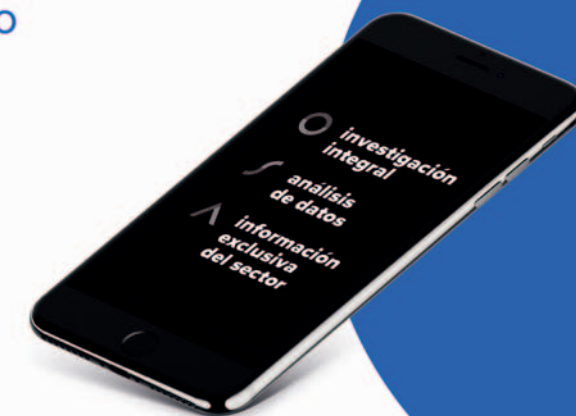 o
investigación
integral
análisis
de datos
información
exclusiva
del sector